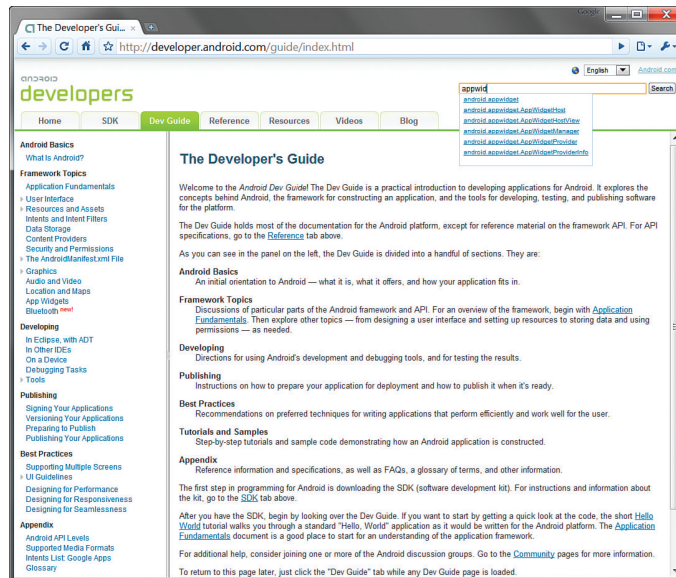 Google
The Developer's Gui...
http://developer.android.com/guide/index.html
English
Android.com
android
developers
appwid
Search
android.appwidget
android.appwidget.AppWidgetHost
android.appwidget.AppWidgetHostView
android.appwidget.AppWidgetManager
android.appwidget.AppWidgetProvider
android.appwidget.AppWidgetProviderInfo
Home SDK Dev Guide Reference Resources Videos Blog
Android Basics
What Is Android?
Framework Topics
Application Fundamentals
User Interface
Resources and Assets
Intents and Intent Filters
Data Storage
Content Providers
Security and Permissions
The AndroidManifest.xml File
Graphics
Audio and Video
Location and Maps
App Widgets
Bluetooth new!
Developing
In Eclipse, with ADT
In Other IDEs
On a Device
Debugging Tasks
Tools
Publishing
Signing Your Applications
Versioning Your Applications
Preparing to Publish
Publishing Your Applications
Best Practices
Supporting Multiple Screens
UI Guidelines
Designing for Performance
Designing for Responsiveness
Designing for Seamlessness
Appendix
Android API Levels
Supported Media Formats
Intents List: Google Apps
Glossary
The Developer's Guide
Welcome to the Android Dev Guide! The Dev Guide is a practical introduction to developing applications for Android. It explores the
concepts behind Android, the framework for constructing an application, and the tools for developing, testing, and publishing software
for the platform.
The Dev Guide holds most of the documentation for the Android platform, except for reference material on the framework API. For API
specifications, go to the Reference tab above.
As you can see in the panel on the left, the Dev Guide is divided into a handful of sections. They are:
Android Basics
An initial orientation to Android — what it is, what it offers, and how your application fits in.
Framework Topics
Discussions of particular parts of the Android framework and API. For an overview of the framework, begin with Application
Fundamentals. Then explore other topics — from designing a user interface and setting up resources to storing data and using
permissions — as needed.
Developing
Directions for using Android's development and debugging tools, and for testing the results.
Publishing
Instructions on how to prepare your application for deployment and how to publish it when it's ready.
Best Practices
Recommendations on preferred techniques for writing applications that perform efficiently and work well for the user.
Tutorials and Samples
Step-by-step tutorials and sample code demonstrating how an Android application is constructed.
Appendix
Reference information and specifications, as well as FAQs, a glossary of terms, and other information.
The first step in programming for Android is downloading the SDK (software development kit). For instructions and information about
the kit, go to the SDK tab above.
After you have the SDK, begin by looking over the Dev Guide. If you want to start by getting a quick look at the code, the short Hello
World tutorial walks you through a standard "Hello, World" application as it would be written for the Android platform. The Application
Fundamentals document is a good place to start for an understanding of the application framework.
For additional help, consider joining one or more of the Android discussion groups. Go to the Community pages for more information.
To return to this page later, just click the "Dev Guide" tab while any Dev Guide page is loaded.